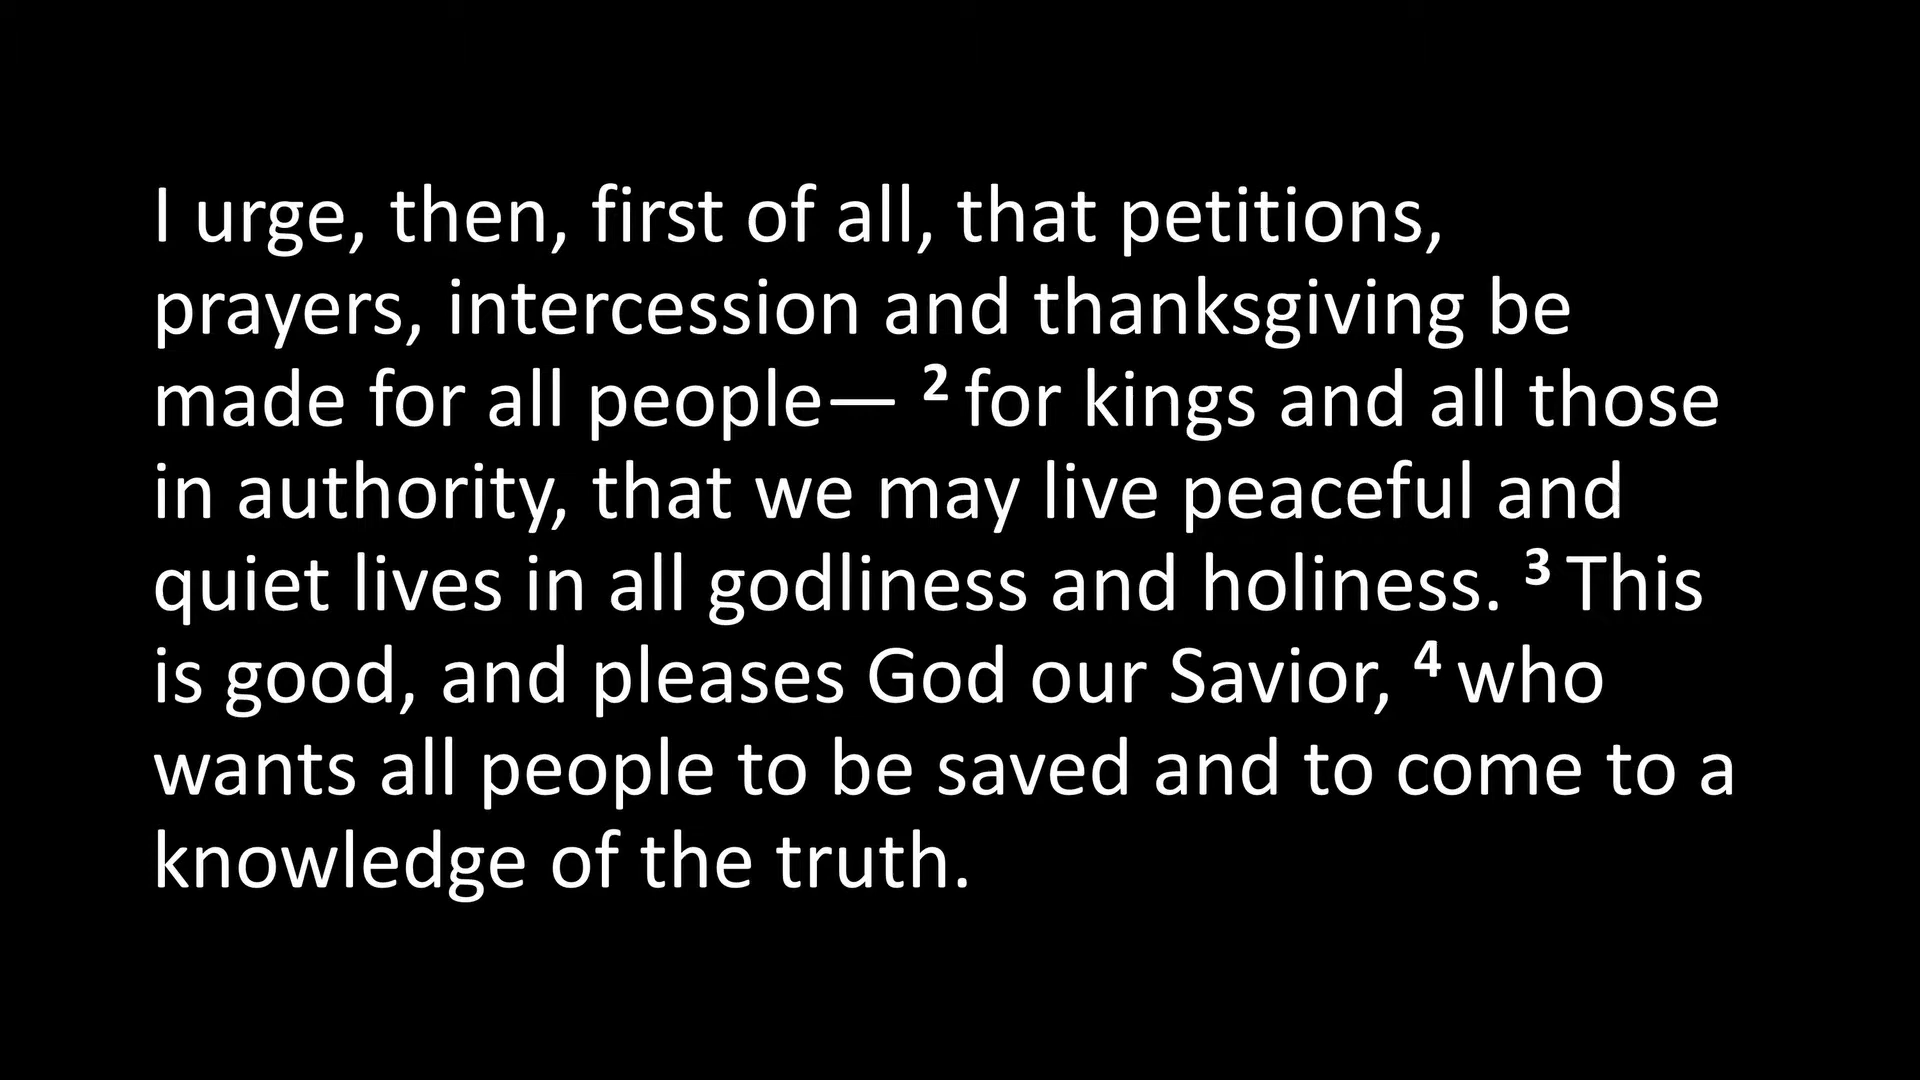 I urge, then, first of all, that petitions,
prayers, intercession and thanksgiving be
made for all people— 2 for kings and all those
in authority, that we may live peaceful and
quiet lives in all godliness and holiness. 3 This
is good, and pleases God our Savior, 4 who
wants all people to be saved and to come to a
knowledge of the truth.